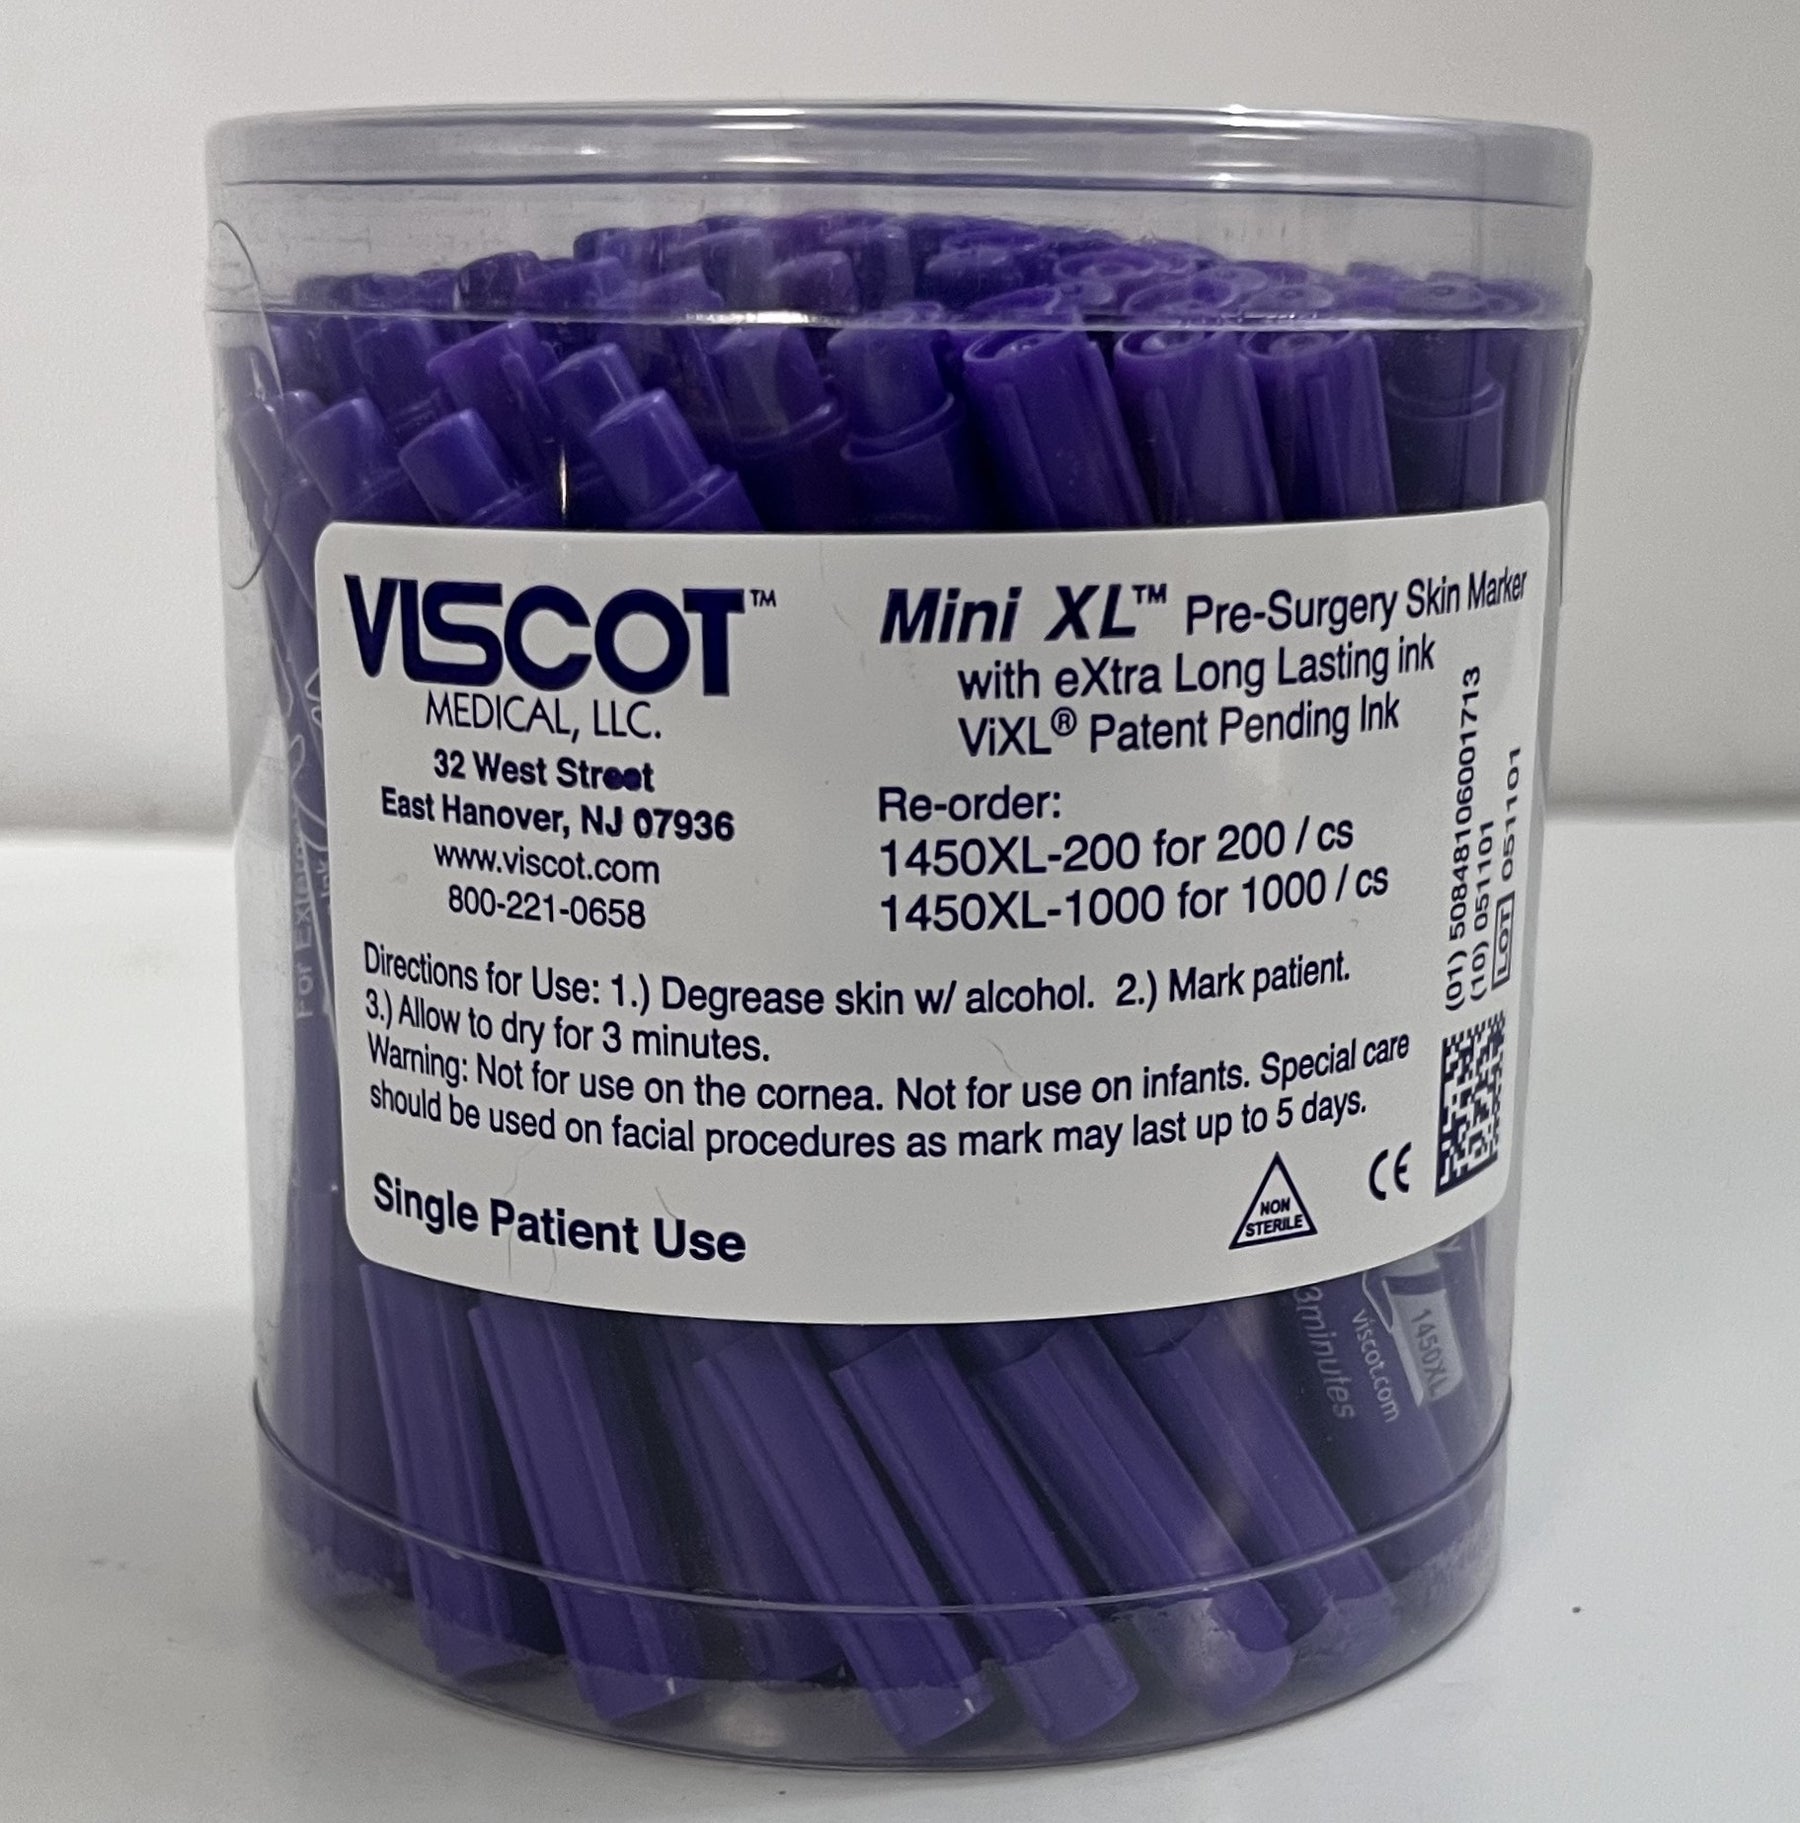 VISCOT™
MEDICAL, LLC.
32 West Street
East Hanover, NJ 07936
www.viscot.com
800-221-0658
Mini XL™ Pre-Surgery Skin Marker
with eXtra Long Lasting ink
ViXL® Patent Pending Ink
Re-order:
1450XL-200 for 200 / cs
1450XL-1000 for 1000 / cs
(01) 50848106001713
(10) 051101
LOT 051101
Directions for Use: 1.) Degrease skin w/ alcohol. 2.) Mark patient.
3.) Allow to dry for 3 minutes.
Warning: Not for use on the cornea. Not for use on infants. Special care
should be used on facial procedures as mark may last up to 5 days.
Single Patient Use
NON
STERILE
CE
For
3minutes
viscot.com
1450XL